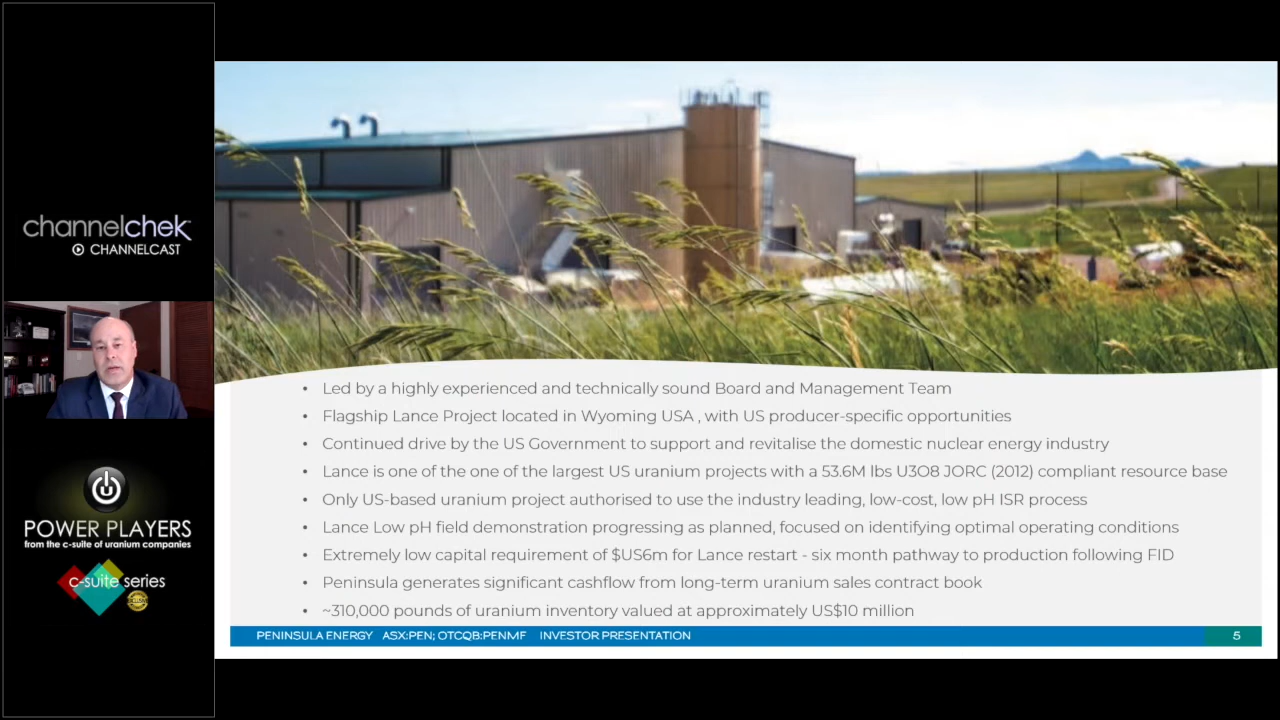 channelchek
CHANNELCAST
POWER PLAYERS
from the c-suite of uranium companies
c-suite series
• Led by a highly experienced and technically sound Board and Management Team
• Flagship Lance Project located in Wyoming USA , with US producer-specific opportunities
• Continued drive by the US Government to support and revitalise the domestic nuclear energy industry
• Lance is one of the one of the largest US uranium projects with a 53.6M lbs U3O8 JORC (2012) compliant resource base
• Only US-based uranium project authorised to use the industry leading, low-cost, low pH ISR process
• Lance Low pH field demonstration progressing as planned, focused on identifying optimal operating conditions
• Extremely low capital requirement of $US6m for Lance restart - six month pathway to production following FID
• Peninsula generates significant cashflow from long-term uranium sales contract book
• ~310,000 pounds of uranium inventory valued at approximately US$10 million
PENINSULA ENERGY ASX:PEN; OTCQB:PENMF INVESTOR PRESENTATION 5